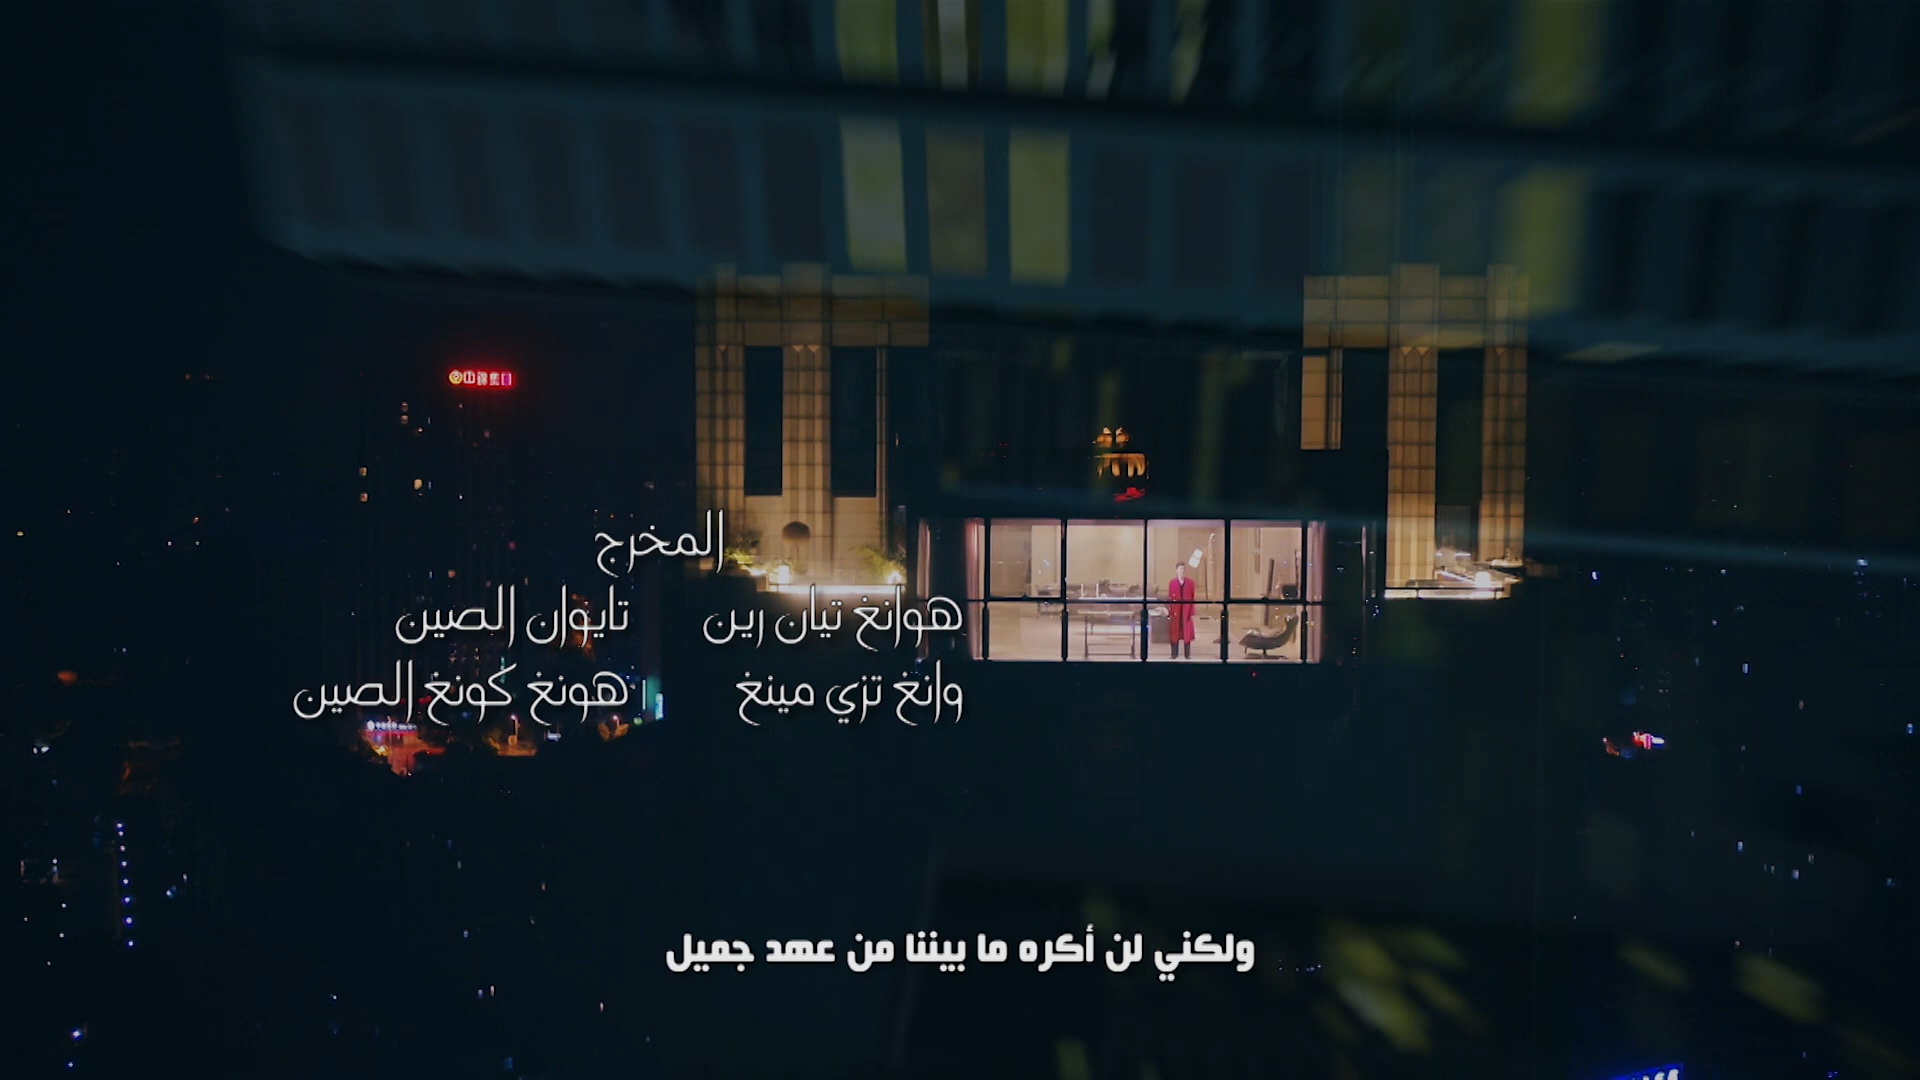 المخرج
هوانغ تيان رين تايوان الصين
وانغ تزي مينغ هونغ كونغ الصين
ولكني لن أكره ما بيننا من عهد جميل